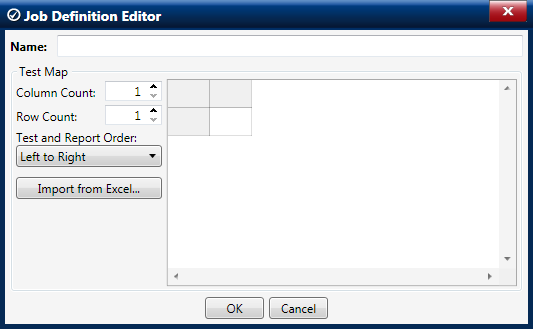 Job Definition Editor
Name:
Test Map
Column Count: 1
Row Count: 1
Test and Report Order:
Left to Right
Import from Excel...
OK Cancel